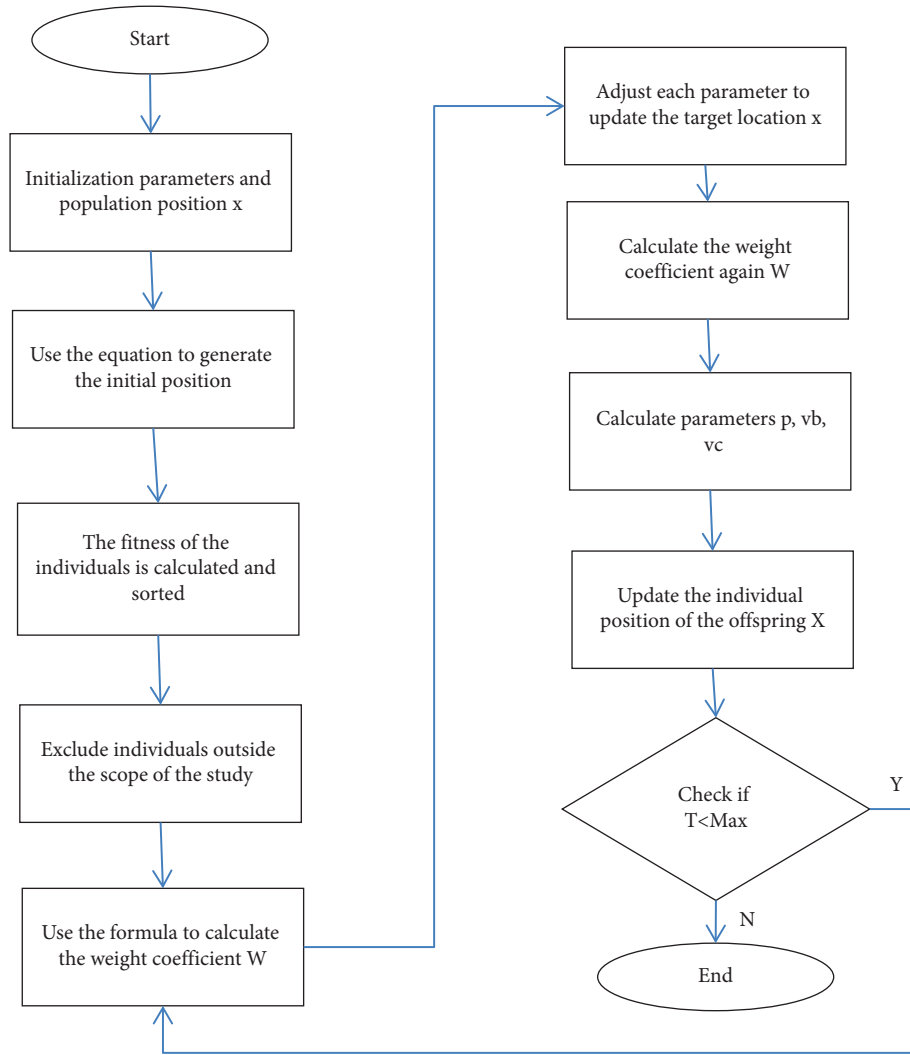 Start
Initialization parameters and
population position x
Use the equation to generate
the initial position
The fitness of the
individuals is calculated and
sorted
Exclude individuals outside
the scope of the study
Use the formula to calculate
the weight coefficient W
Adjust each parameter to
update the target location x
Calculate the weight
coefficient again W
Calculate parameters p, vb,
vc
Update the individual
position of the offspring X
Check if
T<Max
Y
N
End